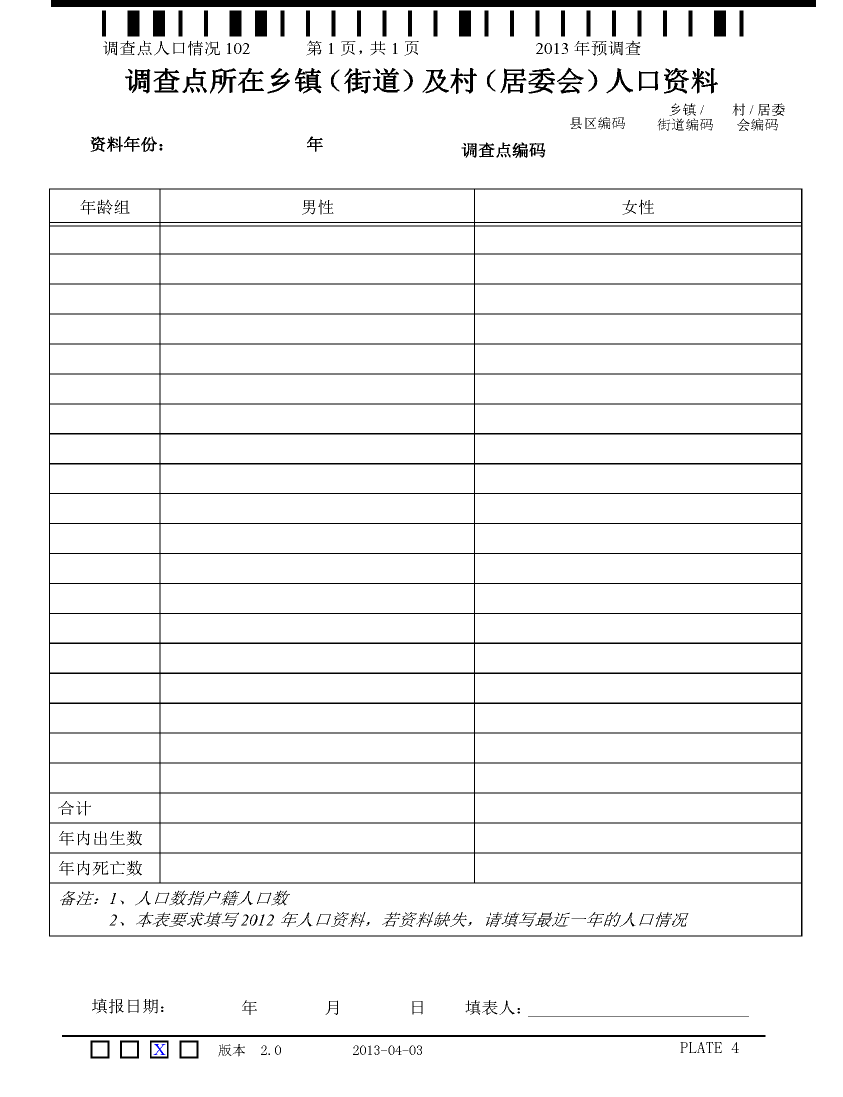 调查点人口情况 102 第 1 页, 共 1 页 2013 年预调查
调查点所在乡镇（街道）及村（居委会）人口资料
县区编码 乡镇 / 街道编码 村 / 居委会编码
资料年份： 年 调查点编码
年龄组 男性 女性
合计
年内出生数
年内死亡数
备注：1、人口数指户籍人口数
2、本表要求填写 2012 年人口资料，若资料缺失，请填写最近一年的人口情况
填报日期： 年 月 日 填表人：
X 版本 2.0 2013-04-03 PLATE 4